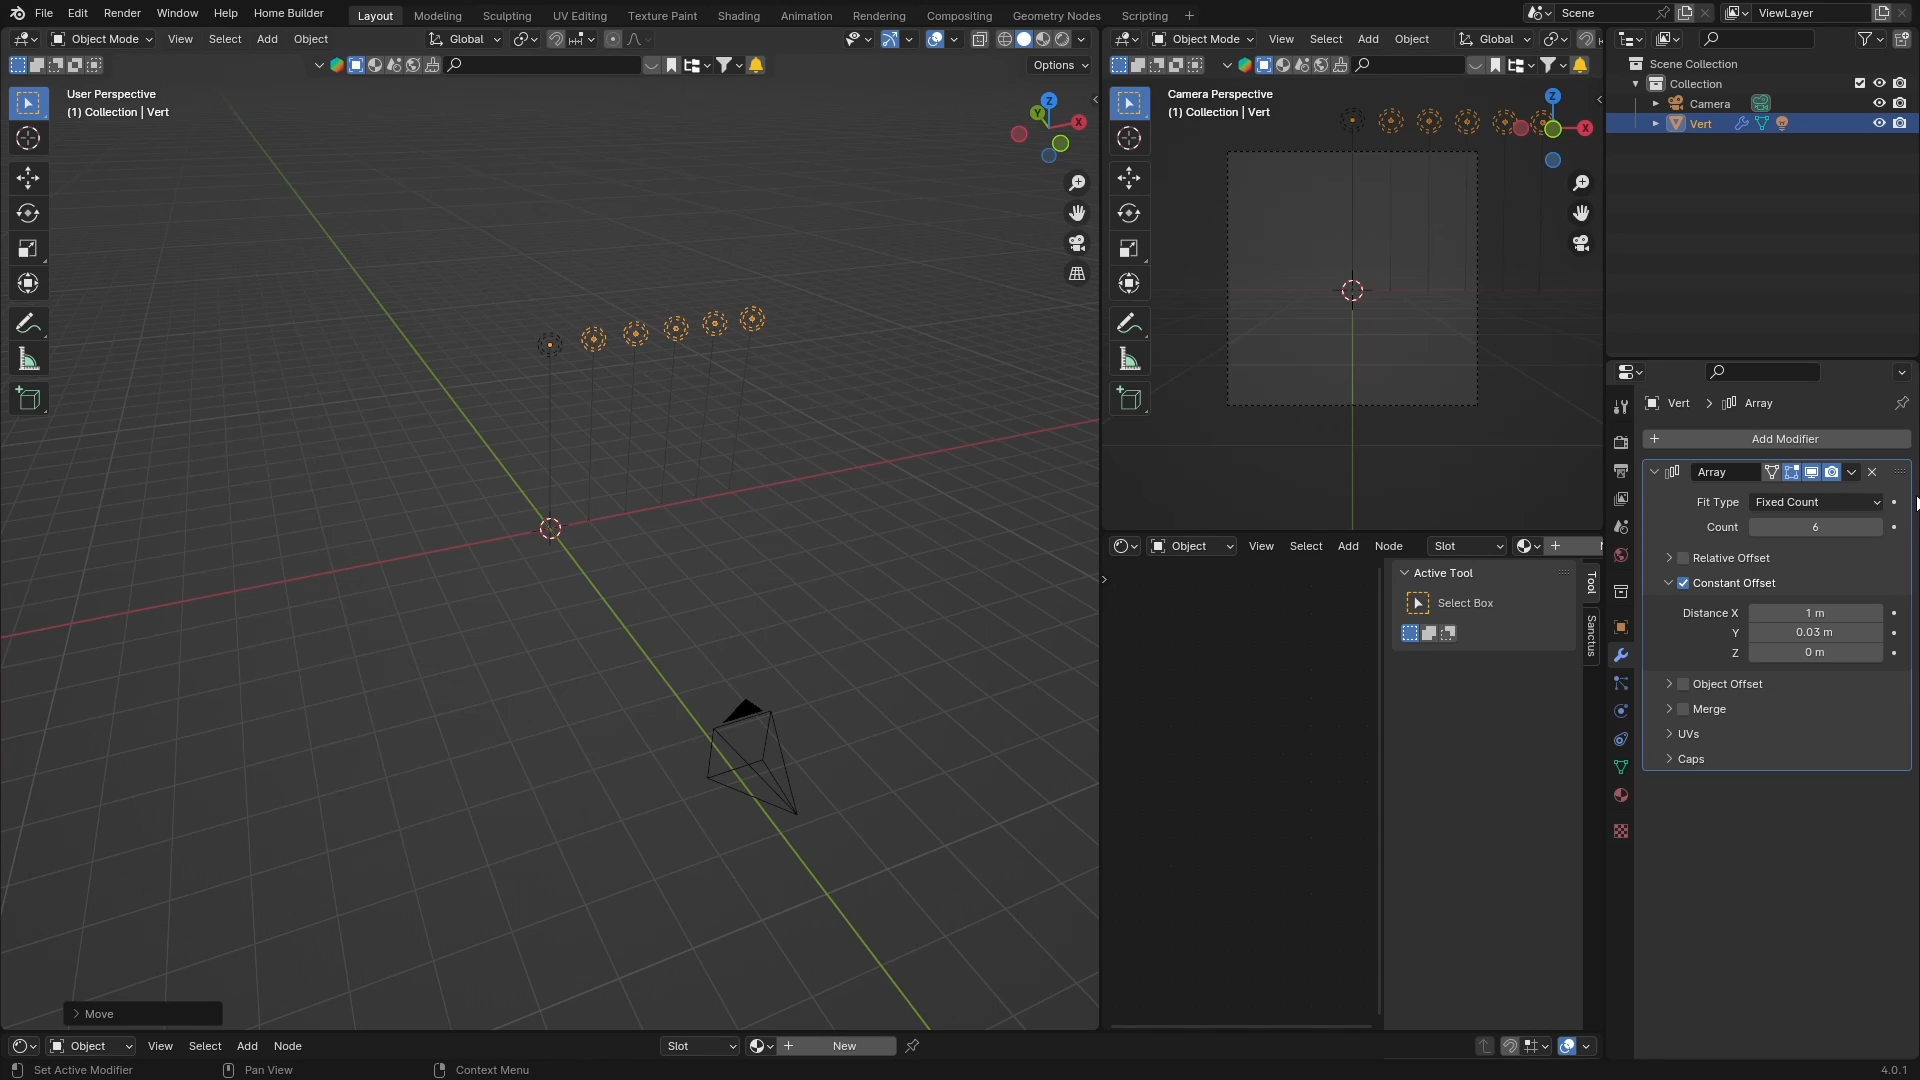 File Edit Render Window Help Home Builder Layout Modeling Sculpting UV Editing Texture Paint Shading Animation Rendering Compositing Geometry Nodes Scripting + Scene ViewLayer
Object Mode View Select Add Object Global
Options
User Perspective
(1) Collection | Vert
Z
Y
X
Move
Object Mode View Select Add Object Global
Camera Perspective
(1) Collection | Vert
Z
X
Object View Select Add Node Slot
Active Tool
Select Box
Tool
Sanctus
Scene Collection
Collection
Camera
Vert
Vert > Array
+ Add Modifier
Array
Fit Type Fixed Count
Count 6
Relative Offset
Constant Offset
Distance X 1 m
Y 0.03 m
Z 0 m
Object Offset
Merge
UVs
Caps
Object View Select Add Node Slot + New
Set Active Modifier Pan View Context Menu 4.0.1